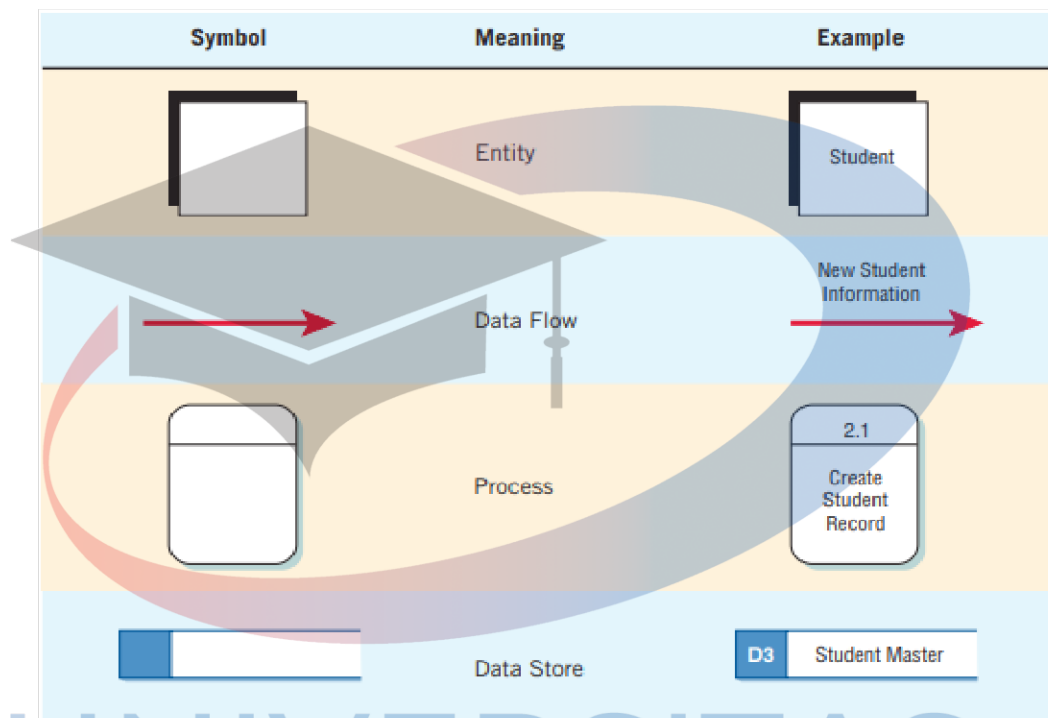 Symbol Meaning Example
Entity
Student
New Student
Information
Data Flow
2.1
Process
Create
Student
Record
Data Store
D3 Student Master